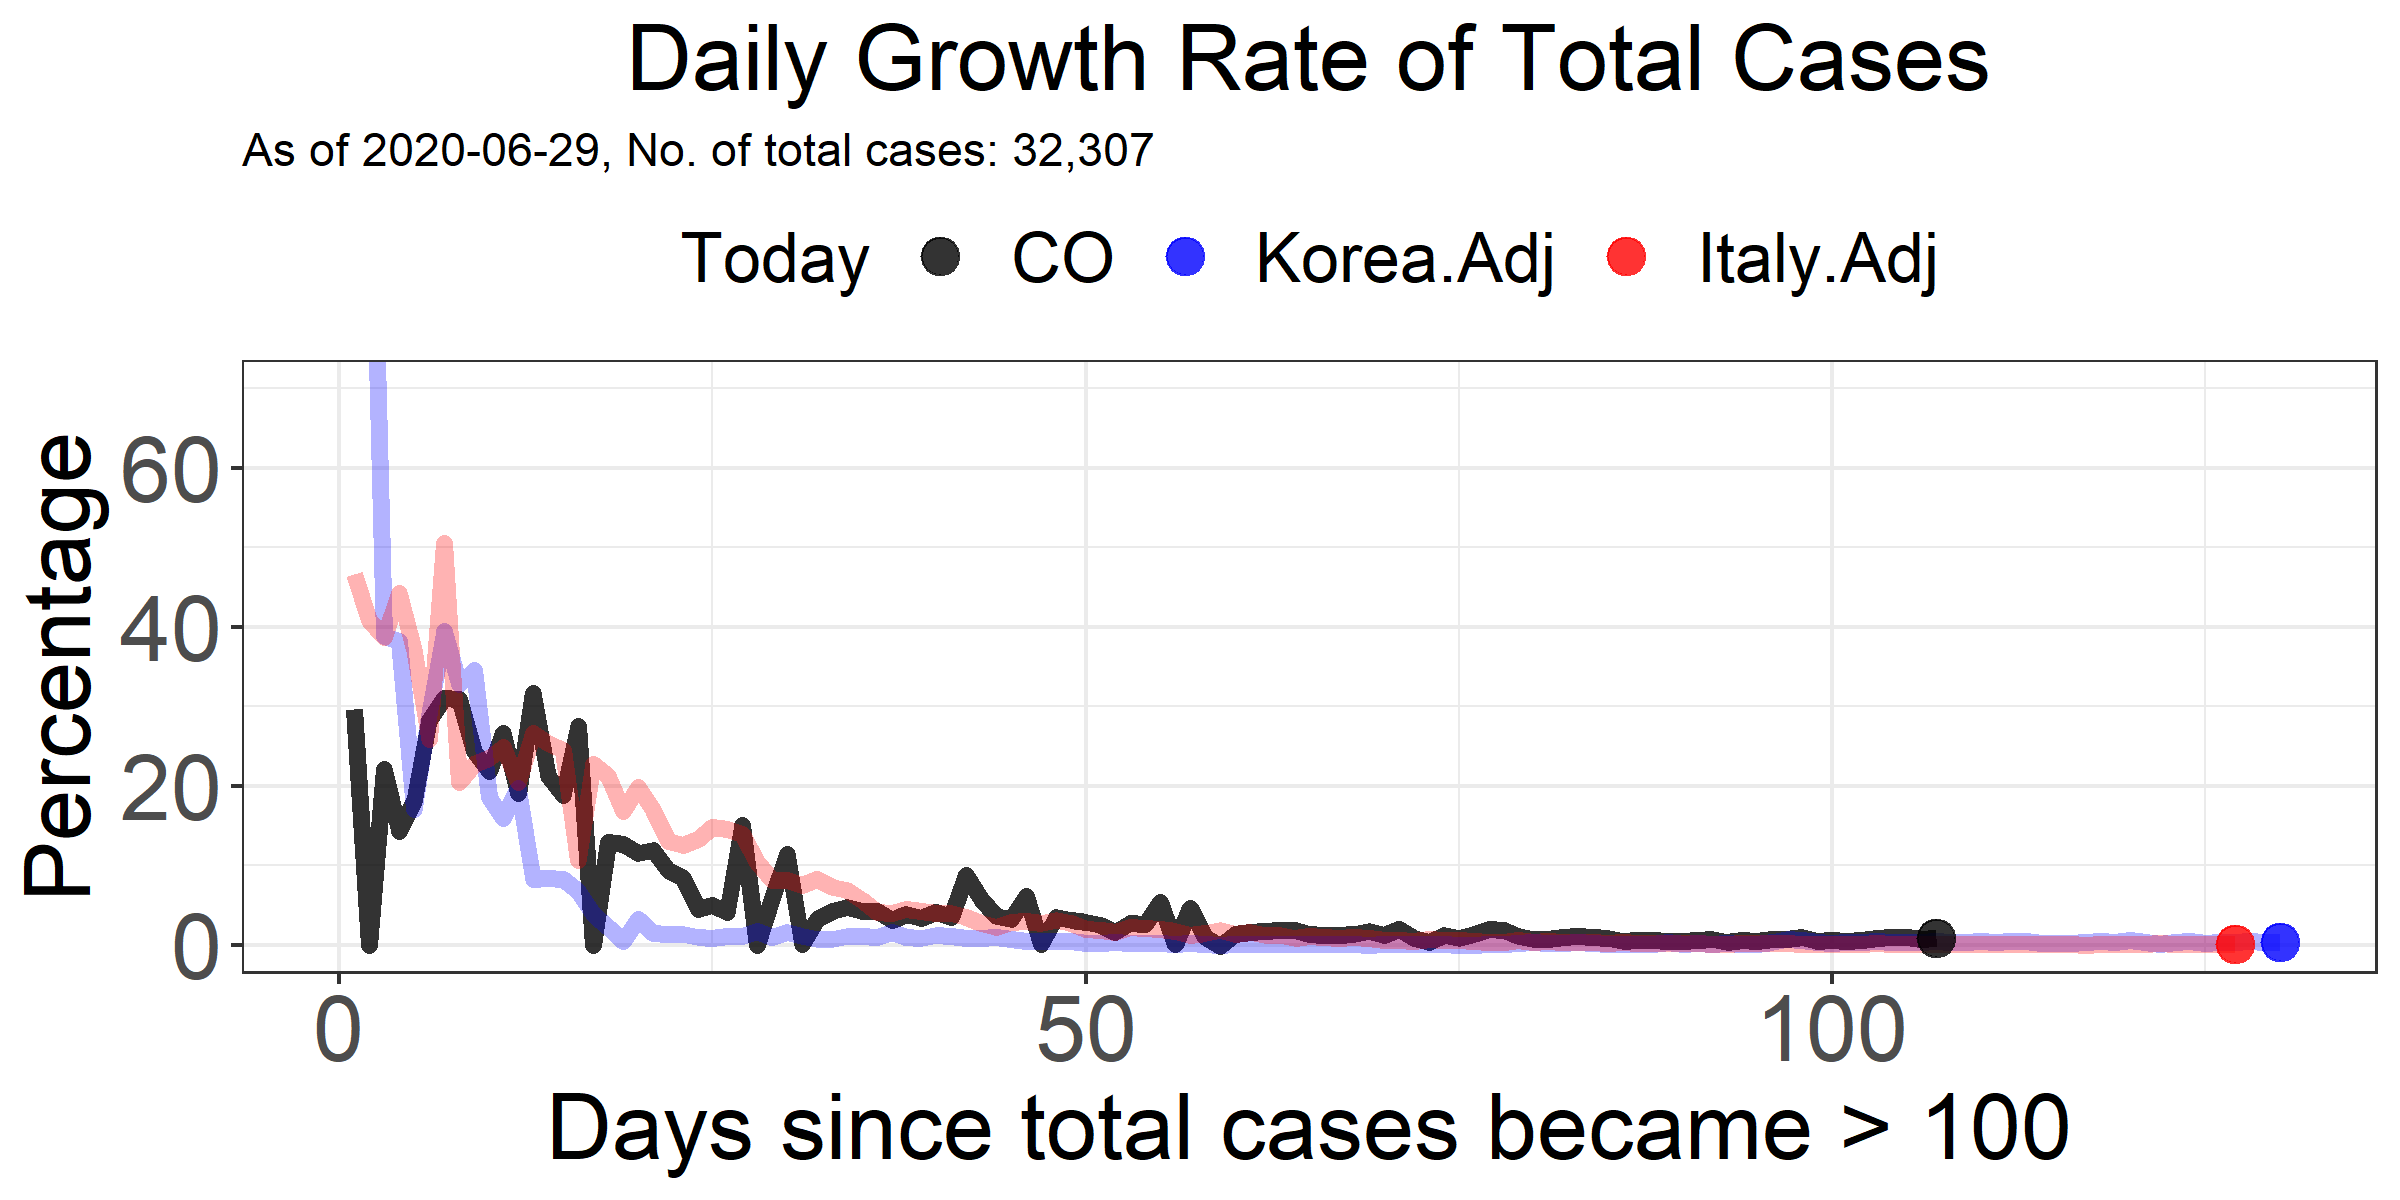 Daily Growth Rate of Total Cases
As of 2020-06-29, No. of total cases: 32,307
Today CO Korea.Adj Italy.Adj
Percentage
60
40
20
0
0 50 100
Days since total cases became > 100